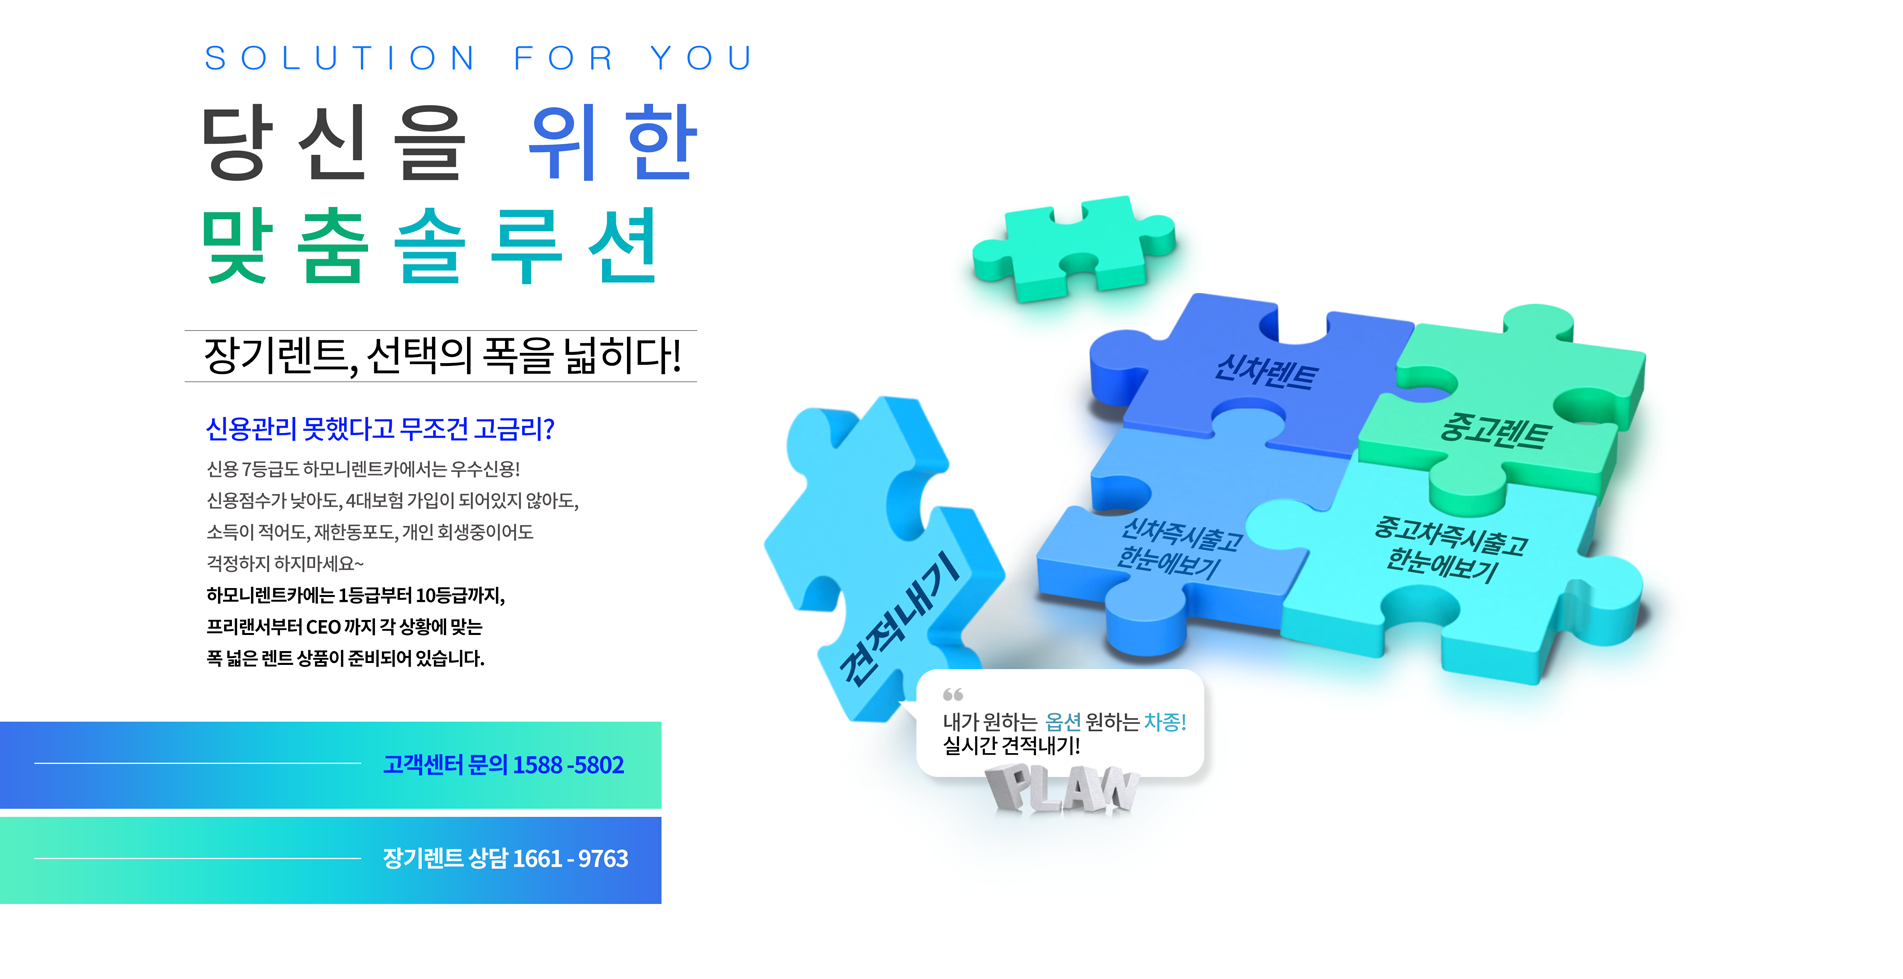 SOLUTION FOR YOU
당신을 위한
맞춤솔루션
장기렌트, 선택의 폭을 넓히다!
신용관리 못했다고 무조건 고금리?
신용 7등급도 하모니렌트카에서는 우수신용!
신용점수가 낮아도, 4대보험 가입이 되어있지 않아도,
소득이 적어도, 재한동포도, 개인 회생중이어도
걱정하지 하지마세요~
하모니렌트카에는 1등급부터 10등급까지,
프리랜서부터 CEO 까지 각 상황에 맞는
폭 넓은 렌트 상품이 준비되어 있습니다.
고객센터 문의 1588 -5802
장기렌트 상담 1661 - 9763
신차렌트
중고렌트
신차즉시출고
한눈에보기
중고차즉시출고
한눈에보기
견적내기
“
내가 원하는 옵션 원하는 차종!
실시간 견적내기!
PLAN